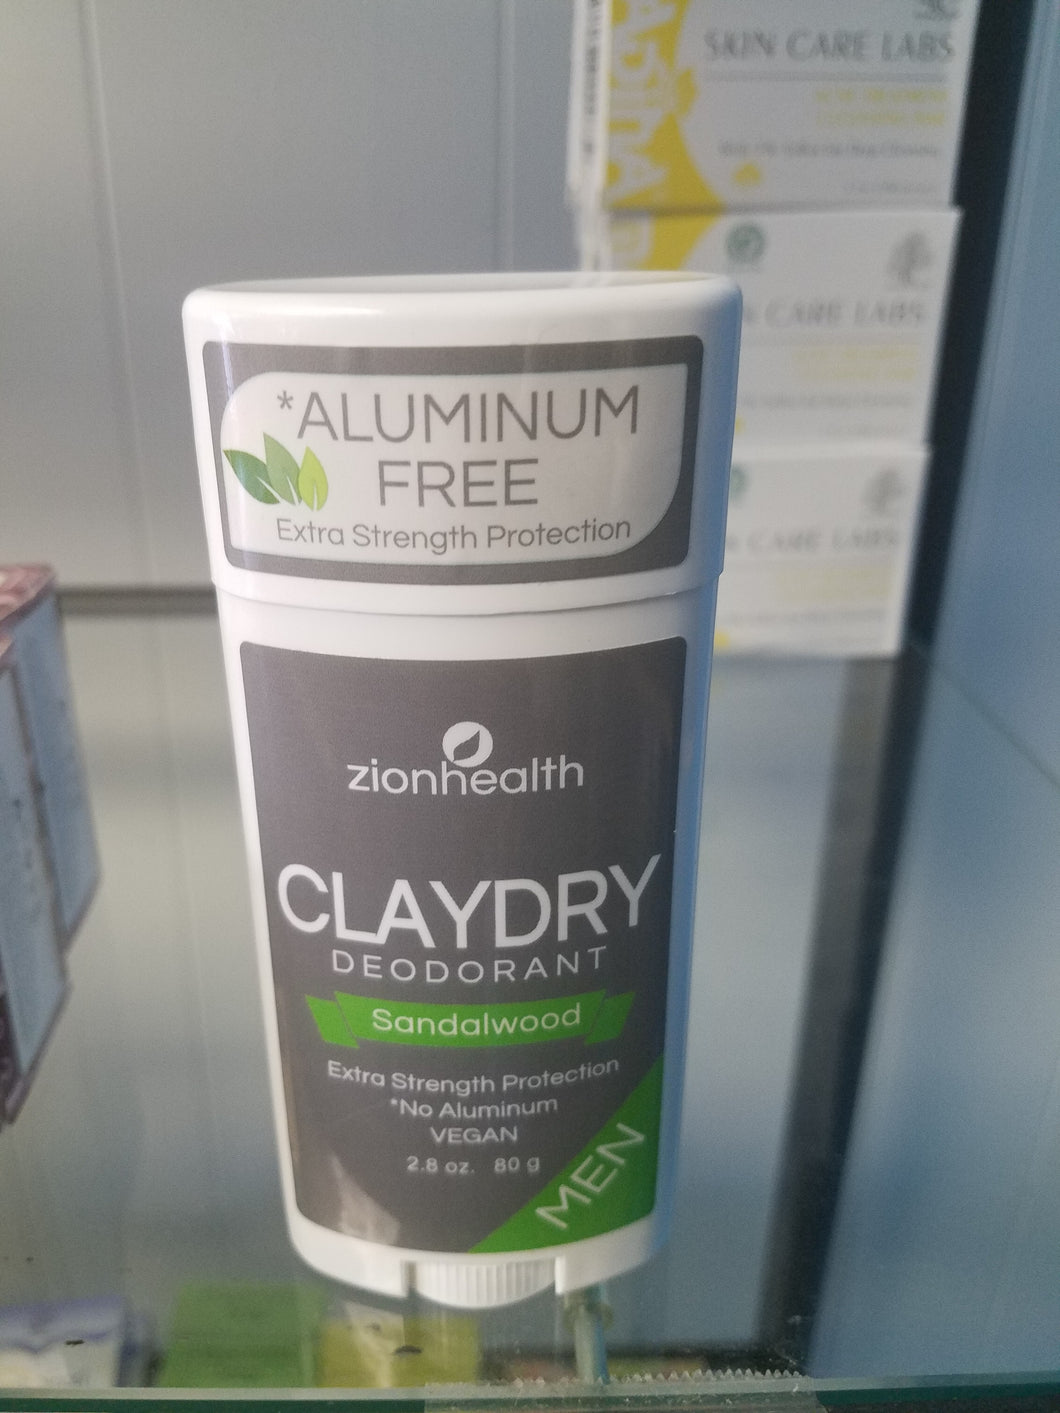 *ALUMINUM
FREE
Extra Strength Protection
zionhealth
CLAYDRY
DEODORANT
Sandalwood
Extra Strength Protection
*No Aluminum
VEGAN
2.8 oz. 80 g
MEN
SKIN CARE LABS
CARE LABS
CARE LABS